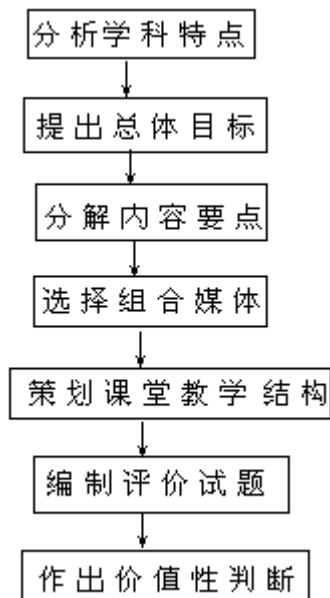 分析学科特点
提出总体目标
分解内容要点
选择组合媒体
策划课堂教学结构
编制评价试题
作出价值性判断